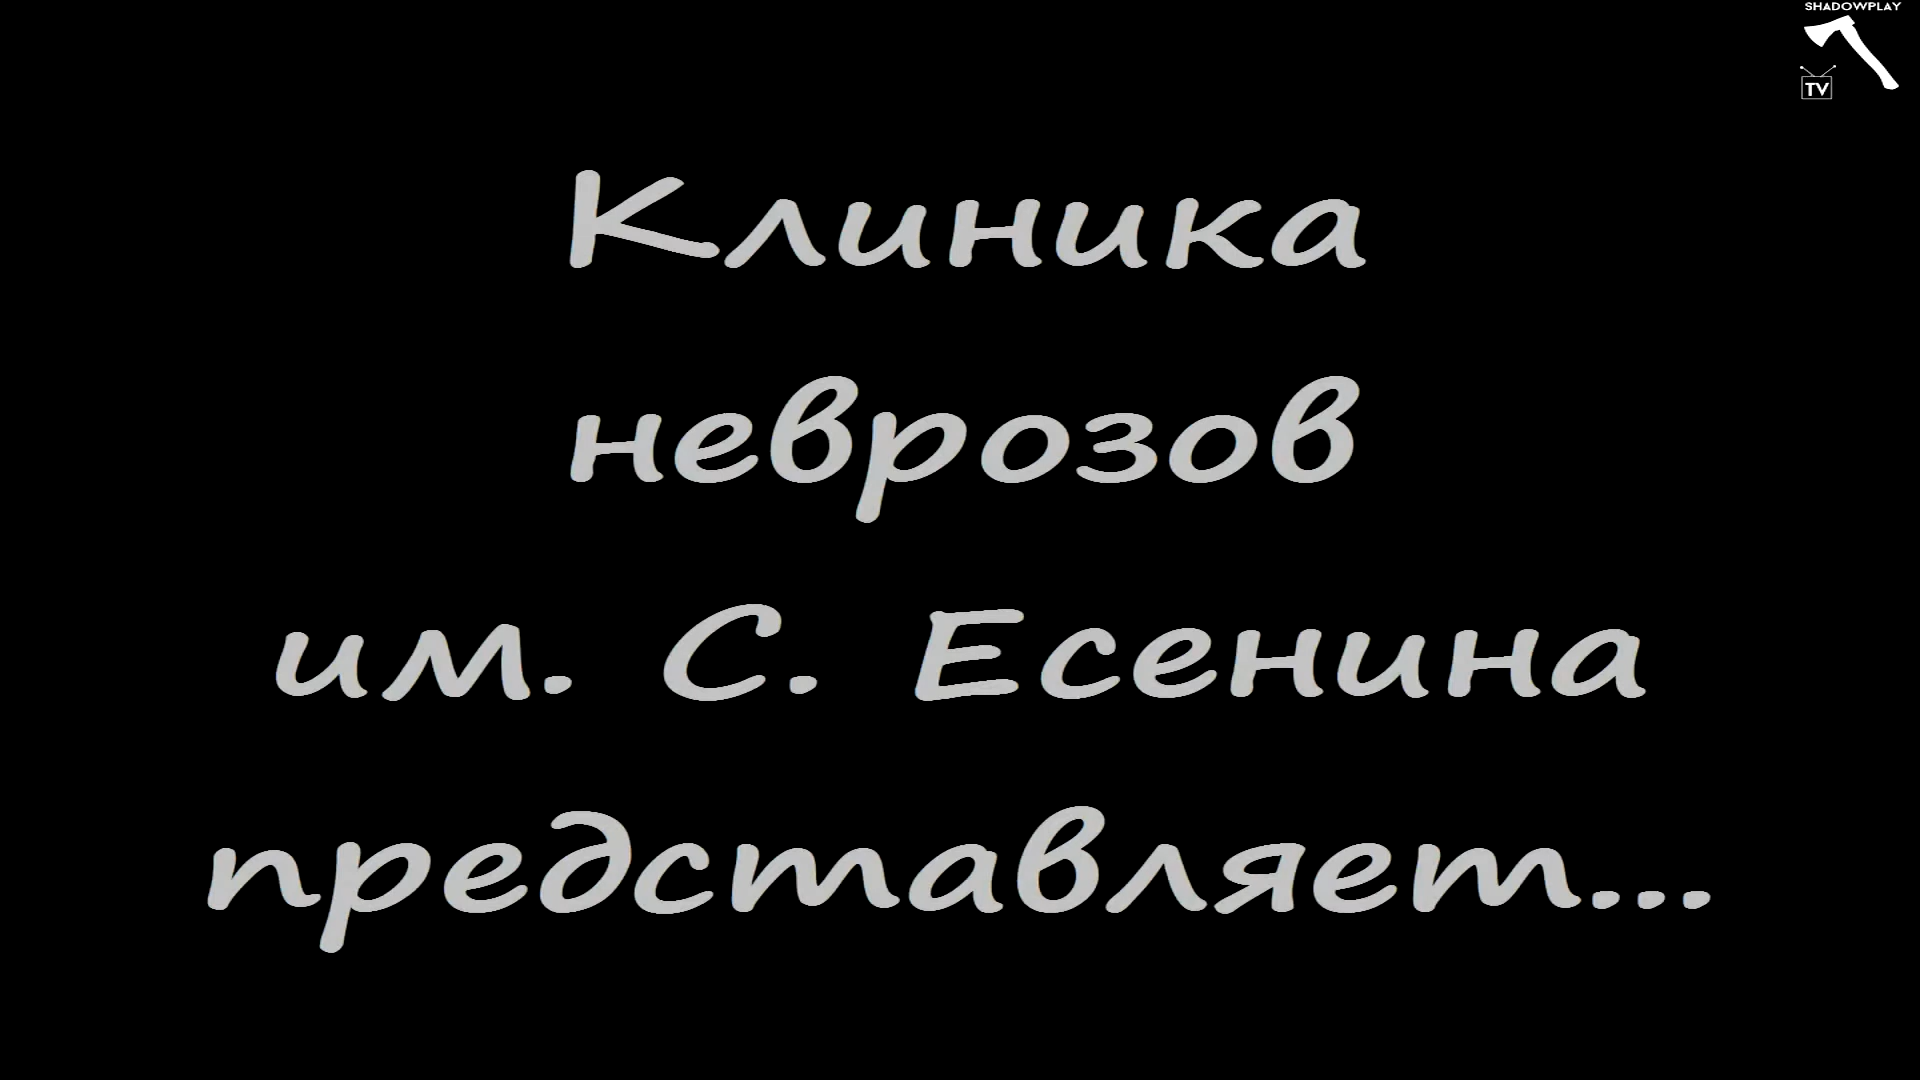 SHADOWPLAY
TV
Клиника
неврозов
им. С. Есенина
представляет...